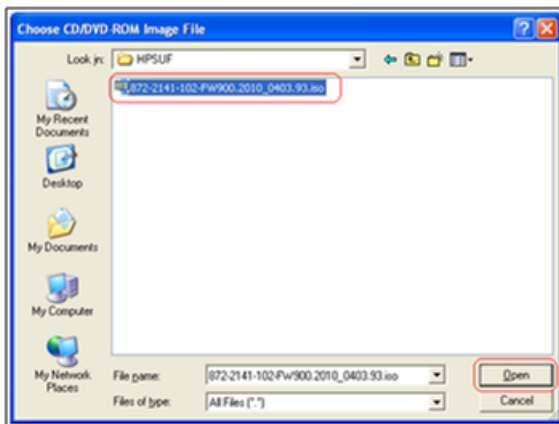 Choose CD/DVD-ROM Image File
Look in: HPSUF
872-2141-102-FW900.2010_0403.93.iso
My Recent
Documents
Desktop
My Documents
My Computer
My Network
Places
File name: 872-2141-102-FW900.2010_0403.93.iso
Open
Files of type: All Files (*.*)
Cancel